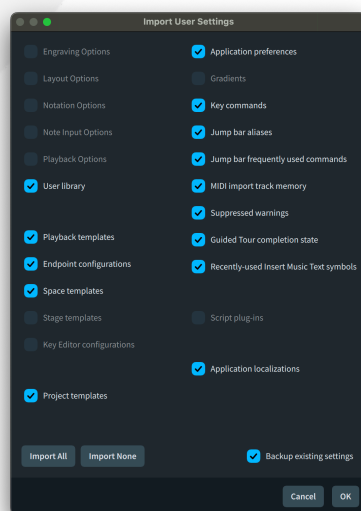 Import User Settings
Engraving Options
Application preferences
Layout Options
Gradients
Notation Options
Key commands
Note Input Options
Jump bar aliases
Playback Options
Jump bar frequently used commands
User library
MIDI import track memory
Suppressed warnings
Playback templates
Guided Tour completion state
Endpoint configurations
Recently-used Insert Music Text symbols
Space templates
Stage templates
Script plug-ins
Key Editor configurations
Application localizations
Project templates
Import All
Import None
Backup existing settings
Cancel
OK